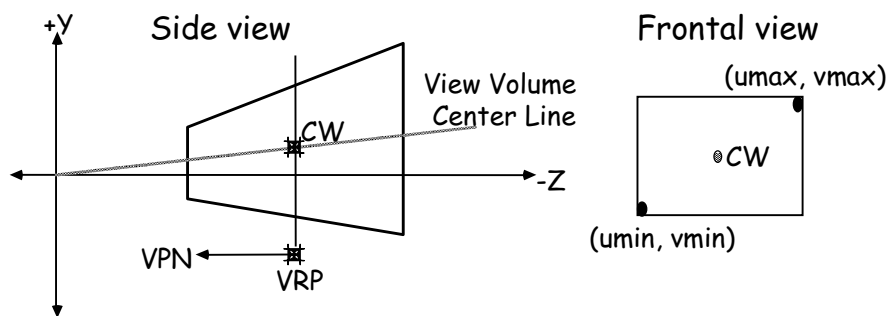 +Y
Side view
View Volume
Center Line
CW
-Z
VPN
VRP
Frontal view
(umax, vmax)
CW
(umin, vmin)